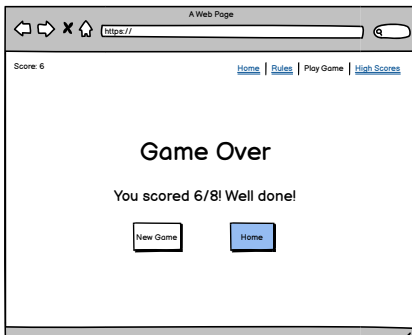 A Web Page
https://
Score: 6
Home | Rules | Play Game | High Scores
Game Over
You scored 6/8! Well done!
New Game
Home